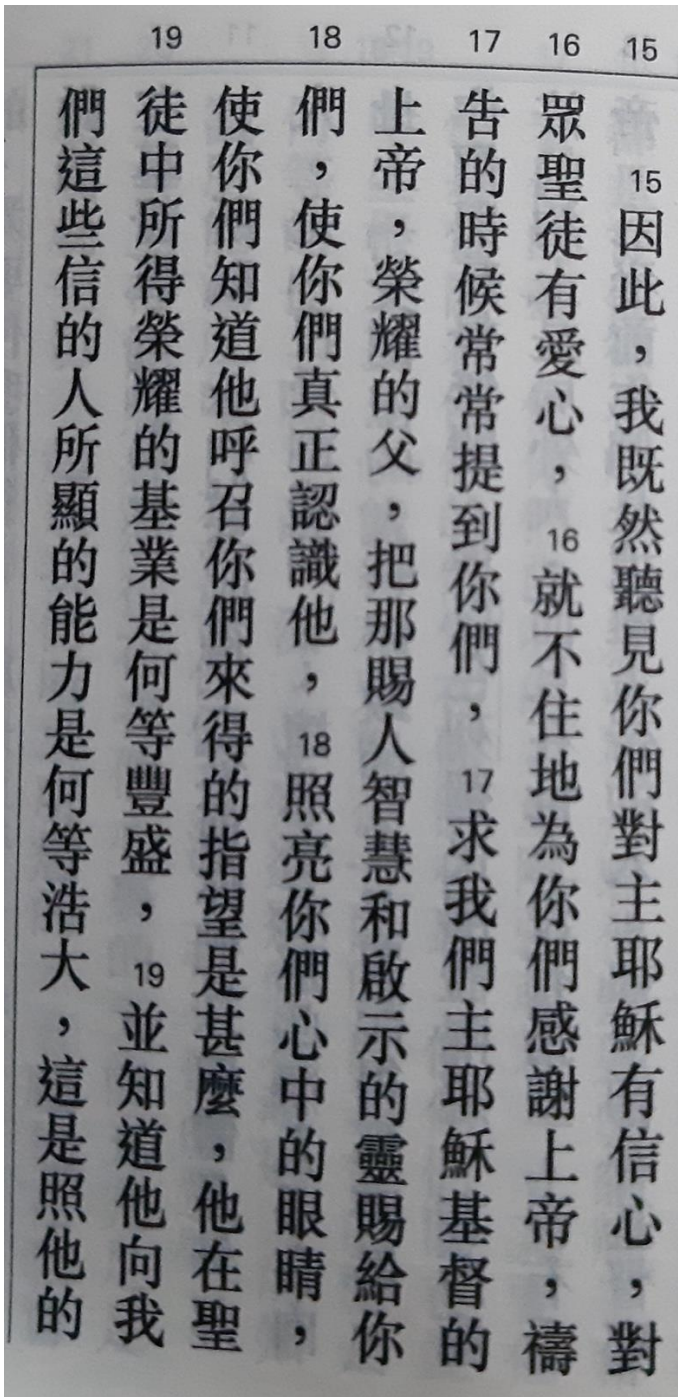 15 16 17 18 19
15因此，我既然聽見你們對主耶穌有信心，對
眾聖徒有愛心，16就不住地為你們感謝上帝，禱
告的時候常常提到你們，17求我們主耶穌基督的
上帝，榮耀的父，把那賜人智慧和啟示的靈賜給你
們，使你們真正認識他，18照亮你們心中的眼睛，
使你們知道他呼召你們來得的指望是甚麼，他在聖
徒中所得榮耀的基業是何等豐盛，19並知道他向我
們這些信的人所顯的能力是何等浩大，這是照他的